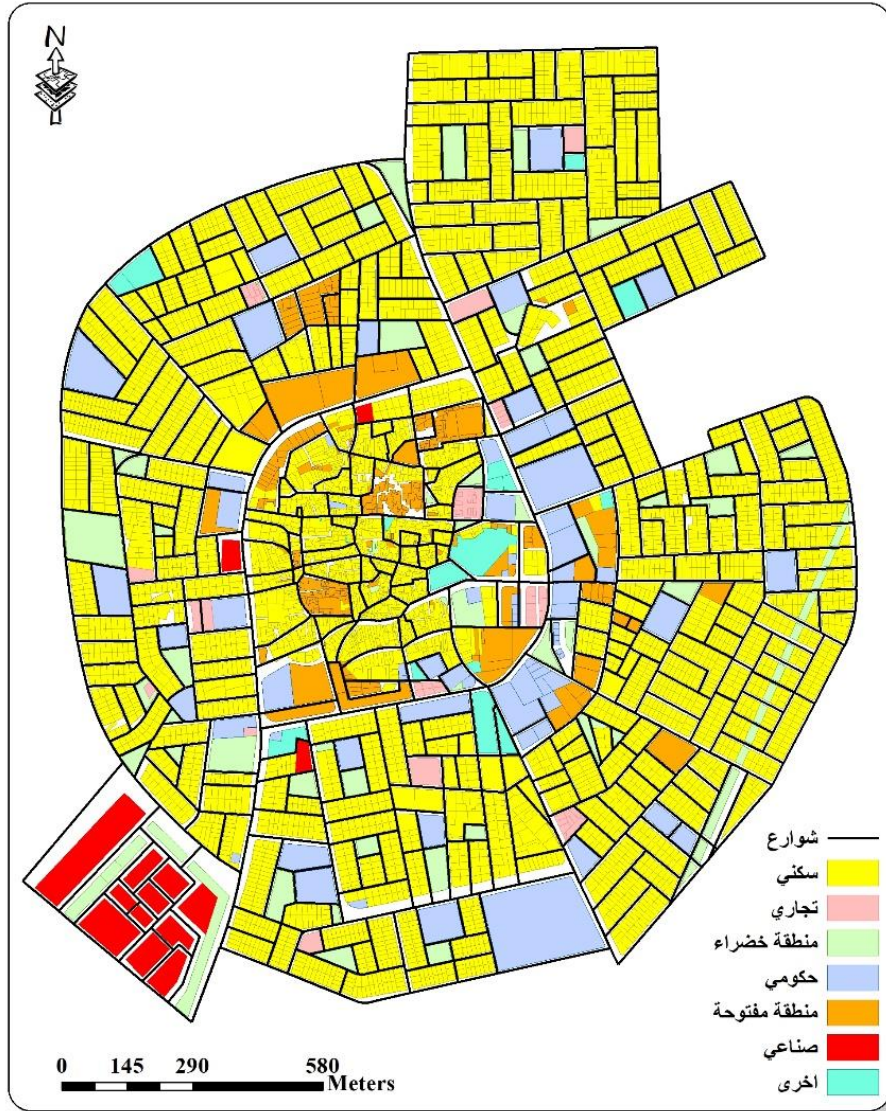 N
شوارع
سكني
تجاري
منطقة خضراء
حكومي
منطقة مفتوحة
صناعي
اخرى
0 145 290 580
Meters